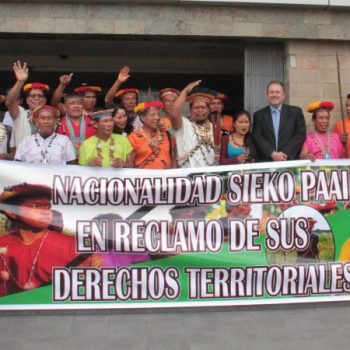 NACIONALIDAD SIEKO PAAI
EN RECLAMO DE SUS
DERECHOS TERRITORIALES